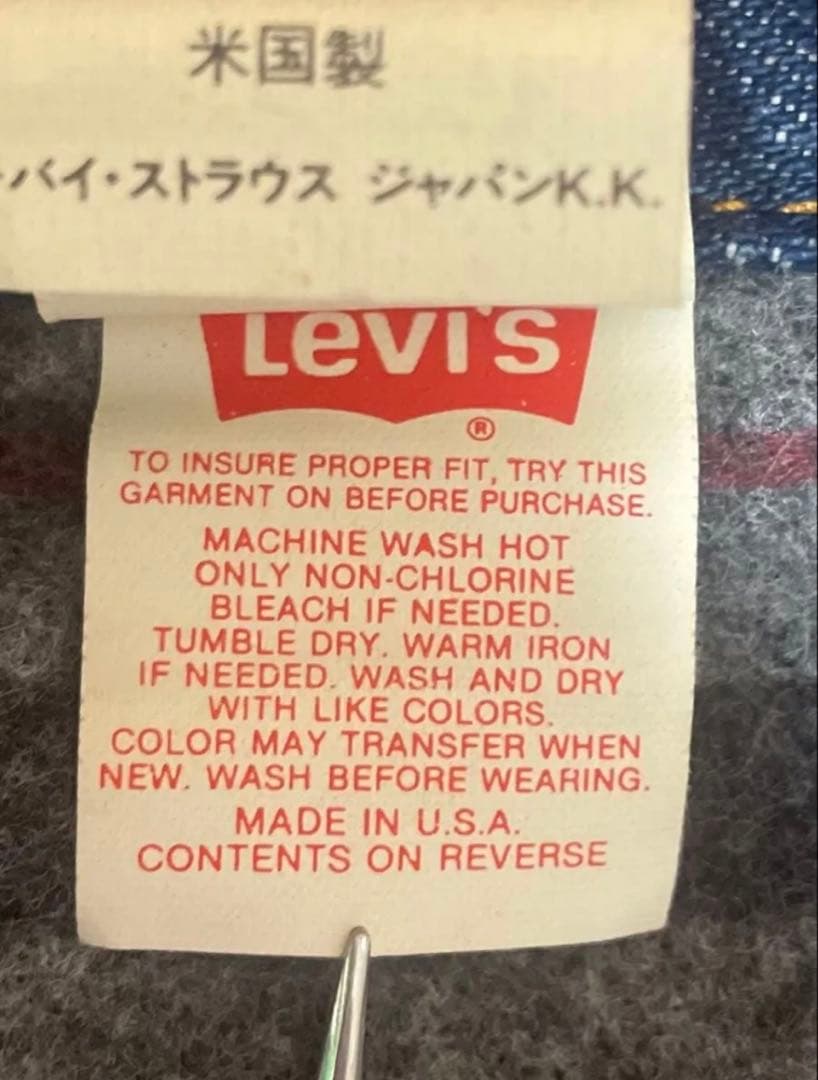 米国製
ーバイ・ストラウス ジャパンK.K.
Levi's
®
TO INSURE PROPER FIT, TRY THIS
GARMENT ON BEFORE PURCHASE.
MACHINE WASH HOT
ONLY NON-CHLORINE
BLEACH IF NEEDED.
TUMBLE DRY. WARM IRON
IF NEEDED. WASH AND DRY
WITH LIKE COLORS.
COLOR MAY TRANSFER WHEN
NEW. WASH BEFORE WEARING.
MADE IN U.S.A.
CONTENTS ON REVERSE